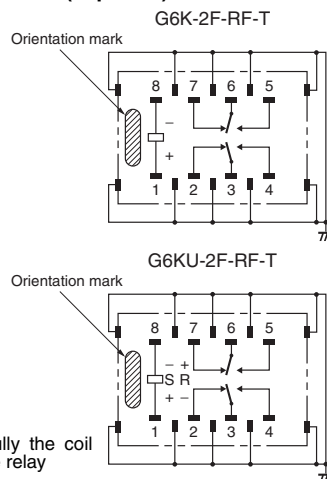 G6K-2F-RF-T
Orientation mark
8 7 6 5
–
+
1 2 3 4
G6KU-2F-RF-T
Orientation mark
8 7 6 5
– +
S R
+ –
1 2 3 4
the coil
relay